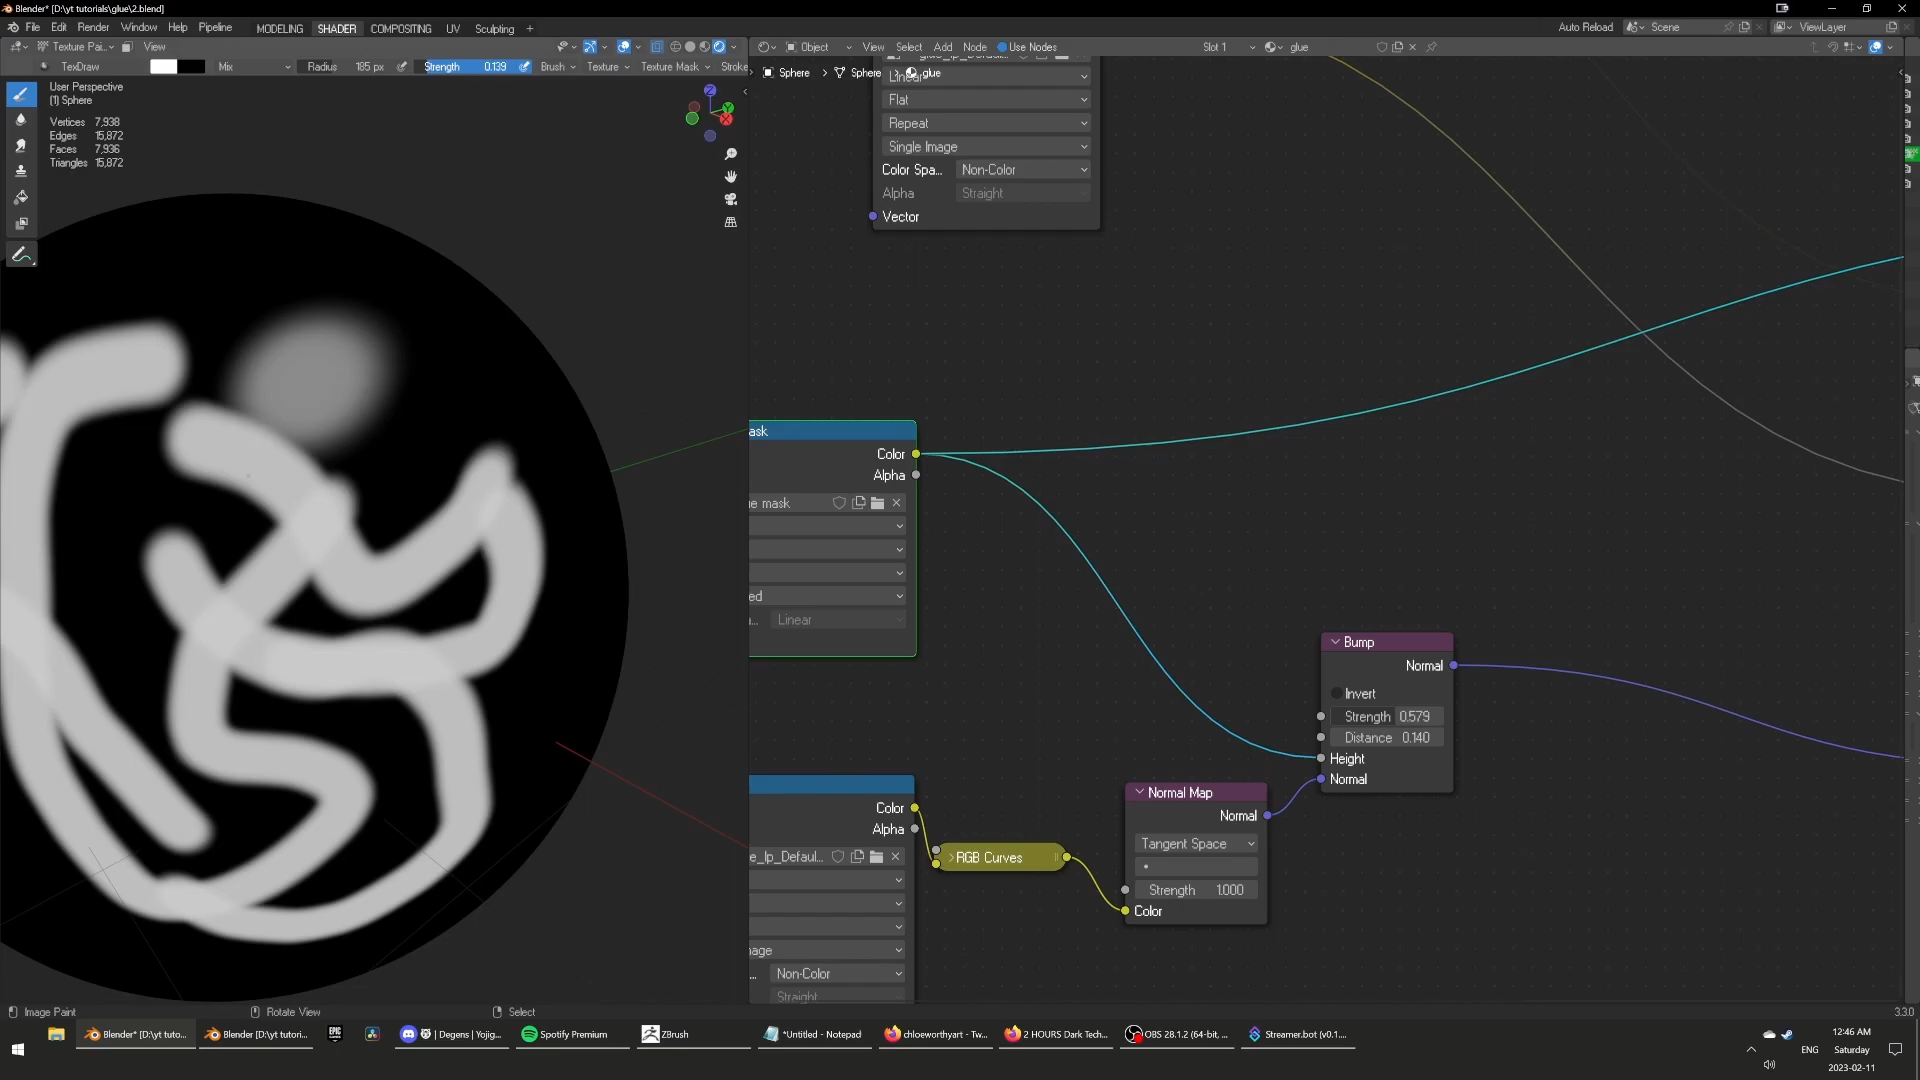 Blender* [D:\yt tutorials\glue\2.blend]
File Edit Render Window Help Pipeline
MODELING SHADER COMPOSITING UV Sculpting +
Auto Reload
Scene
ViewLayer
Texture Pai...
View
Object View Select Add Node Use Nodes
Slot 1
glue
TexDraw
Mix
Radius 185 px
Strength 0.139
Brush Texture Texture Mask Stroke
Sphere > Sphere > glue
User Perspective
(1) Sphere
Vertices 7,938
Edges 15,872
Faces 7,936
Triangles 15,872
Z
Y
X
Linear
Flat
Repeat
Single Image
Color Spa... Non-Color
Alpha Straight
Vector
ask
Color
Alpha
e mask
ed
Linear
Bump
Normal
Invert
Strength 0.579
Distance 0.140
Height
Normal
Color
Alpha
e_lp_Defaul...
RGB Curves
Normal Map
Normal
Tangent Space
Strength 1.000
Color
age
Non-Color
Straight
Image Paint
Rotate View
Select
3.3.0
Blender* [D:\yt tuto...
Blender [D:\yt tutori...
EPIC
| Degens | Yojig...
Spotify Premium
ZBrush
*Untitled - Notepad
chloeworthyart - Tw...
2 HOURS Dark Tech...
OBS 28.1.2 (64-bit, ...
Streamer.bot (v0.1....
ENG
12:46 AM
Saturday
2023-02-11